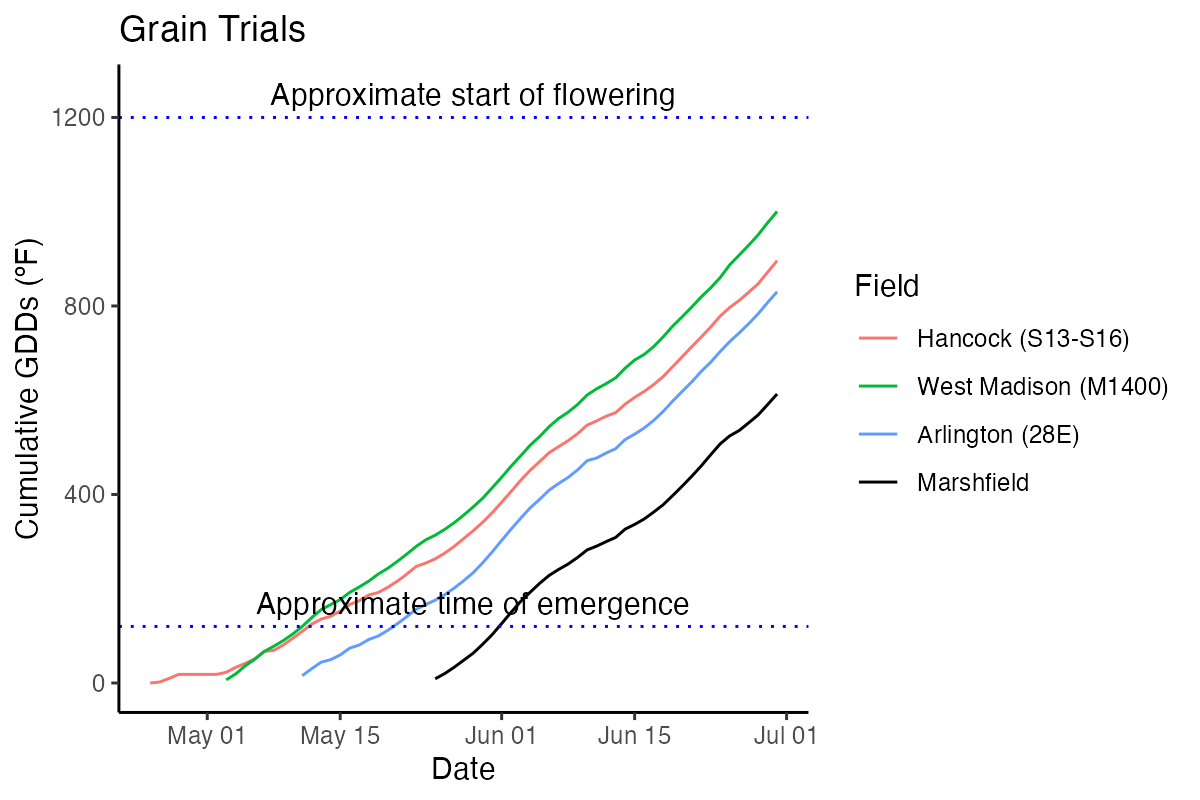 Grain Trials
Approximate start of flowering
1200
800
400
0
Cumulative GDDs (°F)
Approximate time of emergence
May 01
May 15
Jun 01
Jun 15
Jul 01
Date
Field
Hancock (S13-S16)
West Madison (M1400)
Arlington (28E)
Marshfield